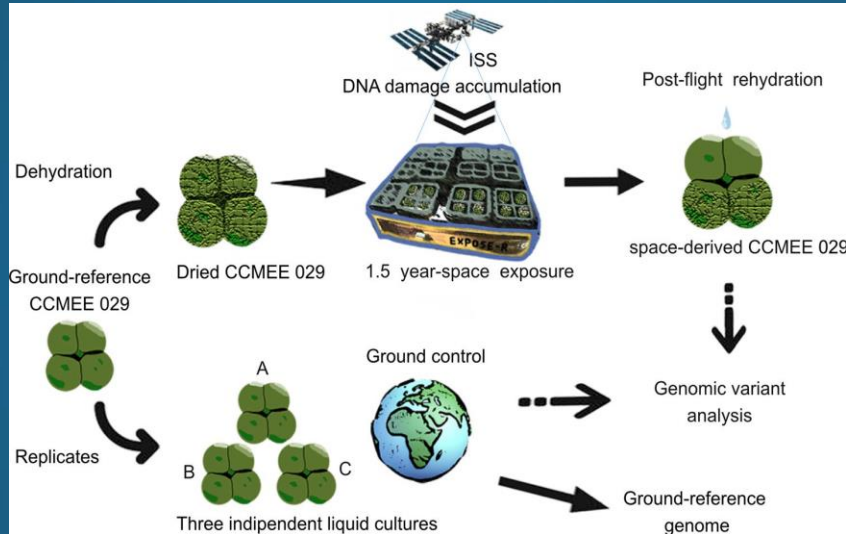 ISS
DNA damage accumulation
Post-flight rehydration
Dehydration
EXPOSE-R
Dried CCMEE 029
1.5 year-space exposure
space-derived CCMEE 029
Ground-reference
CCMEE 029
Ground control
A
Genomic variant
analysis
Replicates
B
C
Three indipendent liquid cultures
Ground-reference
genome